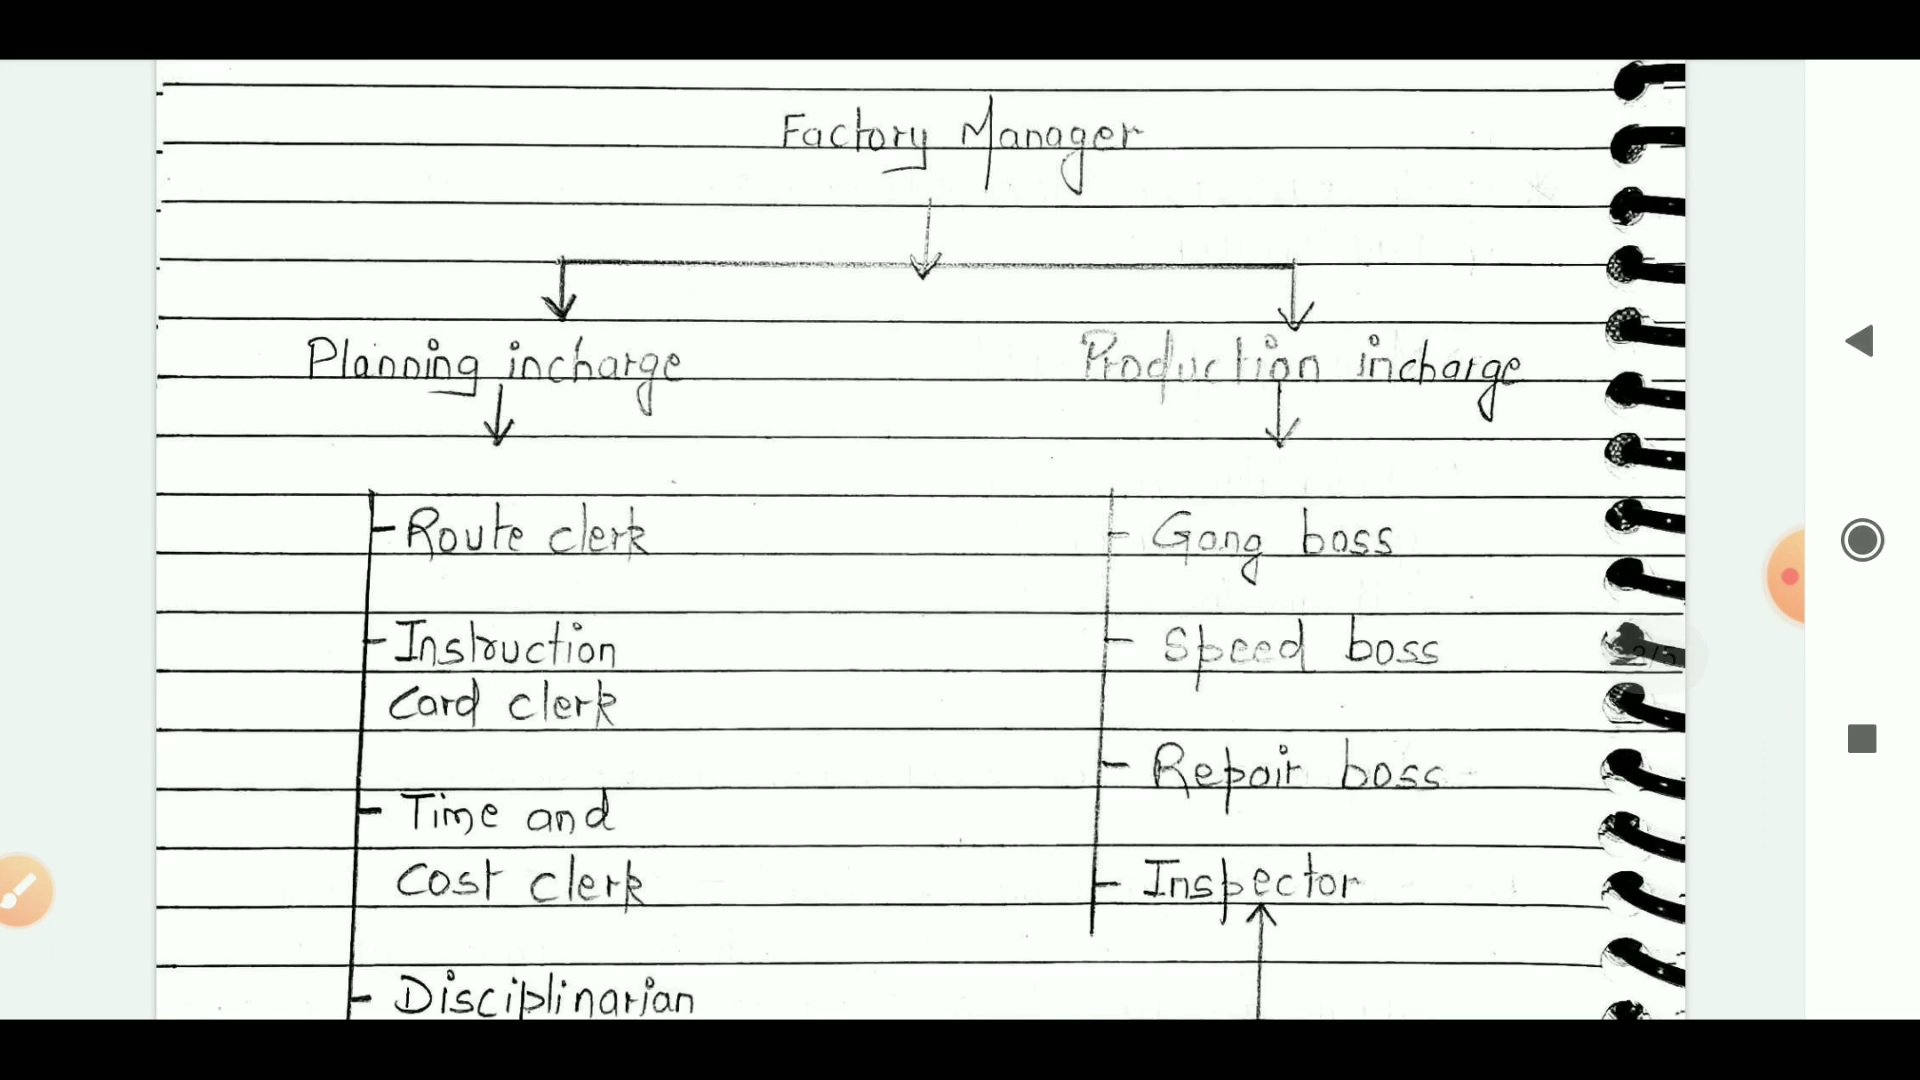 Factory Manager
Planning incharge
Production incharge
- Route clerk
- Gang boss
- Instruction
Card clerk
- Speed boss
- Repair boss
- Time and
Cost clerk
- Inspector
- Disciplinarian